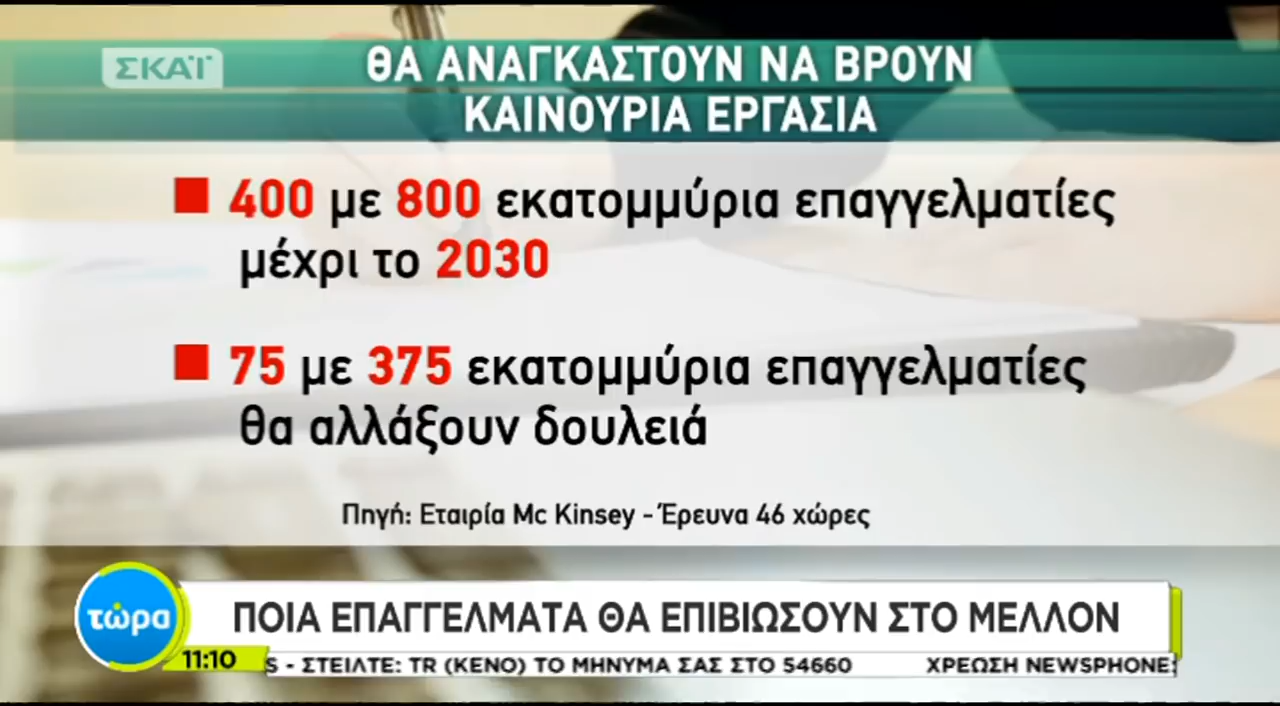 ΣΚΑΪ
ΘΑ ΑΝΑΓΚΑΣΤΟΥΝ ΝΑ ΒΡΟΥΝ
ΚΑΙΝΟΥΡΙΑ ΕΡΓΑΣΙΑ
400 με 800 εκατομμύρια επαγγελματίες
μέχρι το 2030
75 με 375 εκατομμύρια επαγγελματίες
θα αλλάξουν δουλειά
Πηγή: Εταιρία Mc Kinsey - Έρευνα 46 χώρες
τώρα
ΠΟΙΑ ΕΠΑΓΓΕΛΜΑΤΑ ΘΑ ΕΠΙΒΙΩΣΟΥΝ ΣΤΟ ΜΕΛΛΟΝ
11:10
S - ΣΤΕΙΛΤΕ: TR (ΚΕΝΟ) ΤΟ ΜΗΝΥΜΑ ΣΑΣ ΣΤΟ 54660 ΧΡΕΩΣΗ NEWSPHONE: